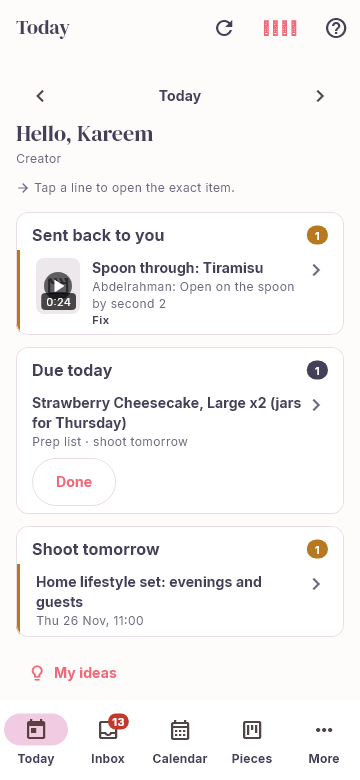 Today
Today
Hello, Kareem
Creator
→ Tap a line to open the exact item.
Sent back to you
1
Spoon through: Tiramisu
Abdelrahman: Open on the spoon
by second 2
0:24
Fix
Due today
1
Strawberry Cheesecake, Large x2 (jars
for Thursday)
Prep list · shoot tomorrow
Done
Shoot tomorrow
1
Home lifestyle set: evenings and
guests
Thu 26 Nov, 11:00
My ideas
13
Today
Inbox
Calendar
Pieces
More